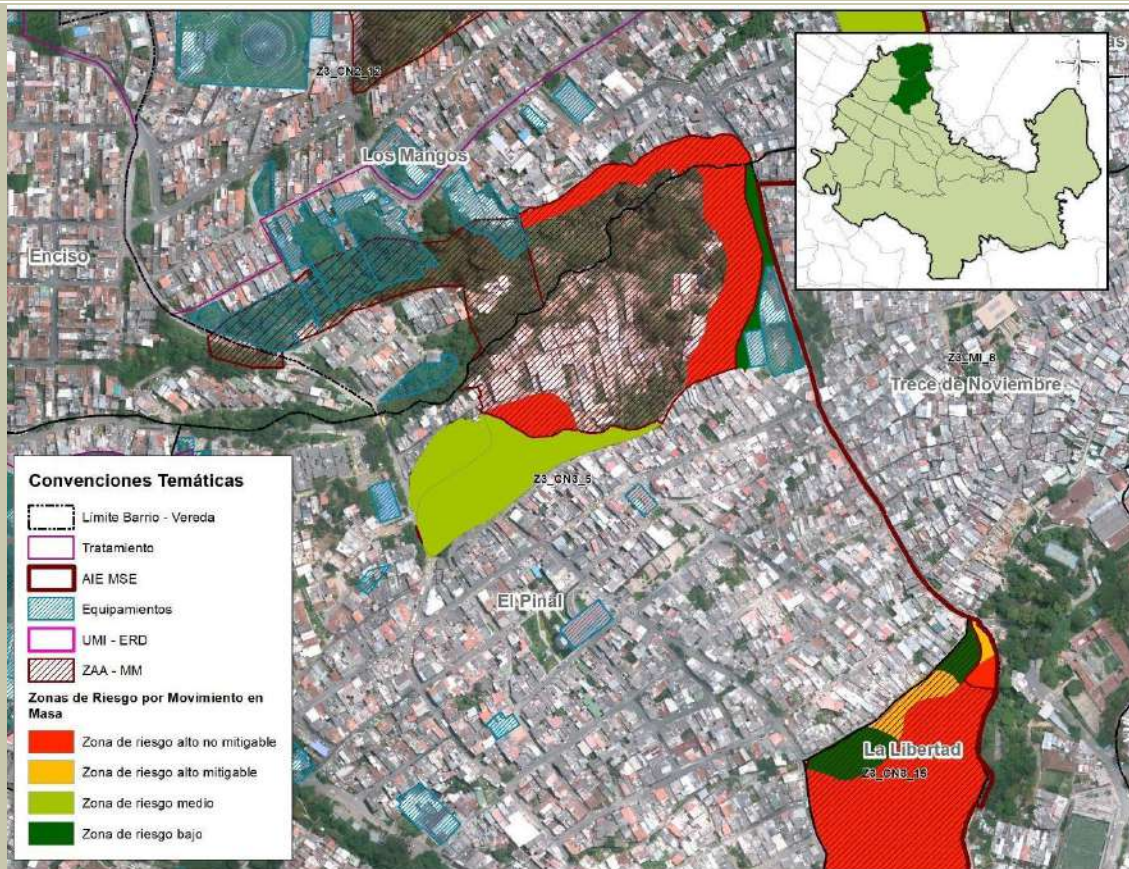 Z3_CN2_12
Los Mangos
Enciso
Z3_MI_8
Trece de Noviembre
Z3_CN3_5
El Pinal
La Libertad
Z3_CN3_16
Convenciones Temáticas
Límite Barrio - Vereda
Tratamiento
AIE MSE
Equipamientos
UMI - ERD
ZAA - MM
Zonas de Riesgo por Movimiento en
Masa
Zona de riesgo alto no mitigable
Zona de riesgo alto mitigable
Zona de riesgo medio
Zona de riesgo bajo